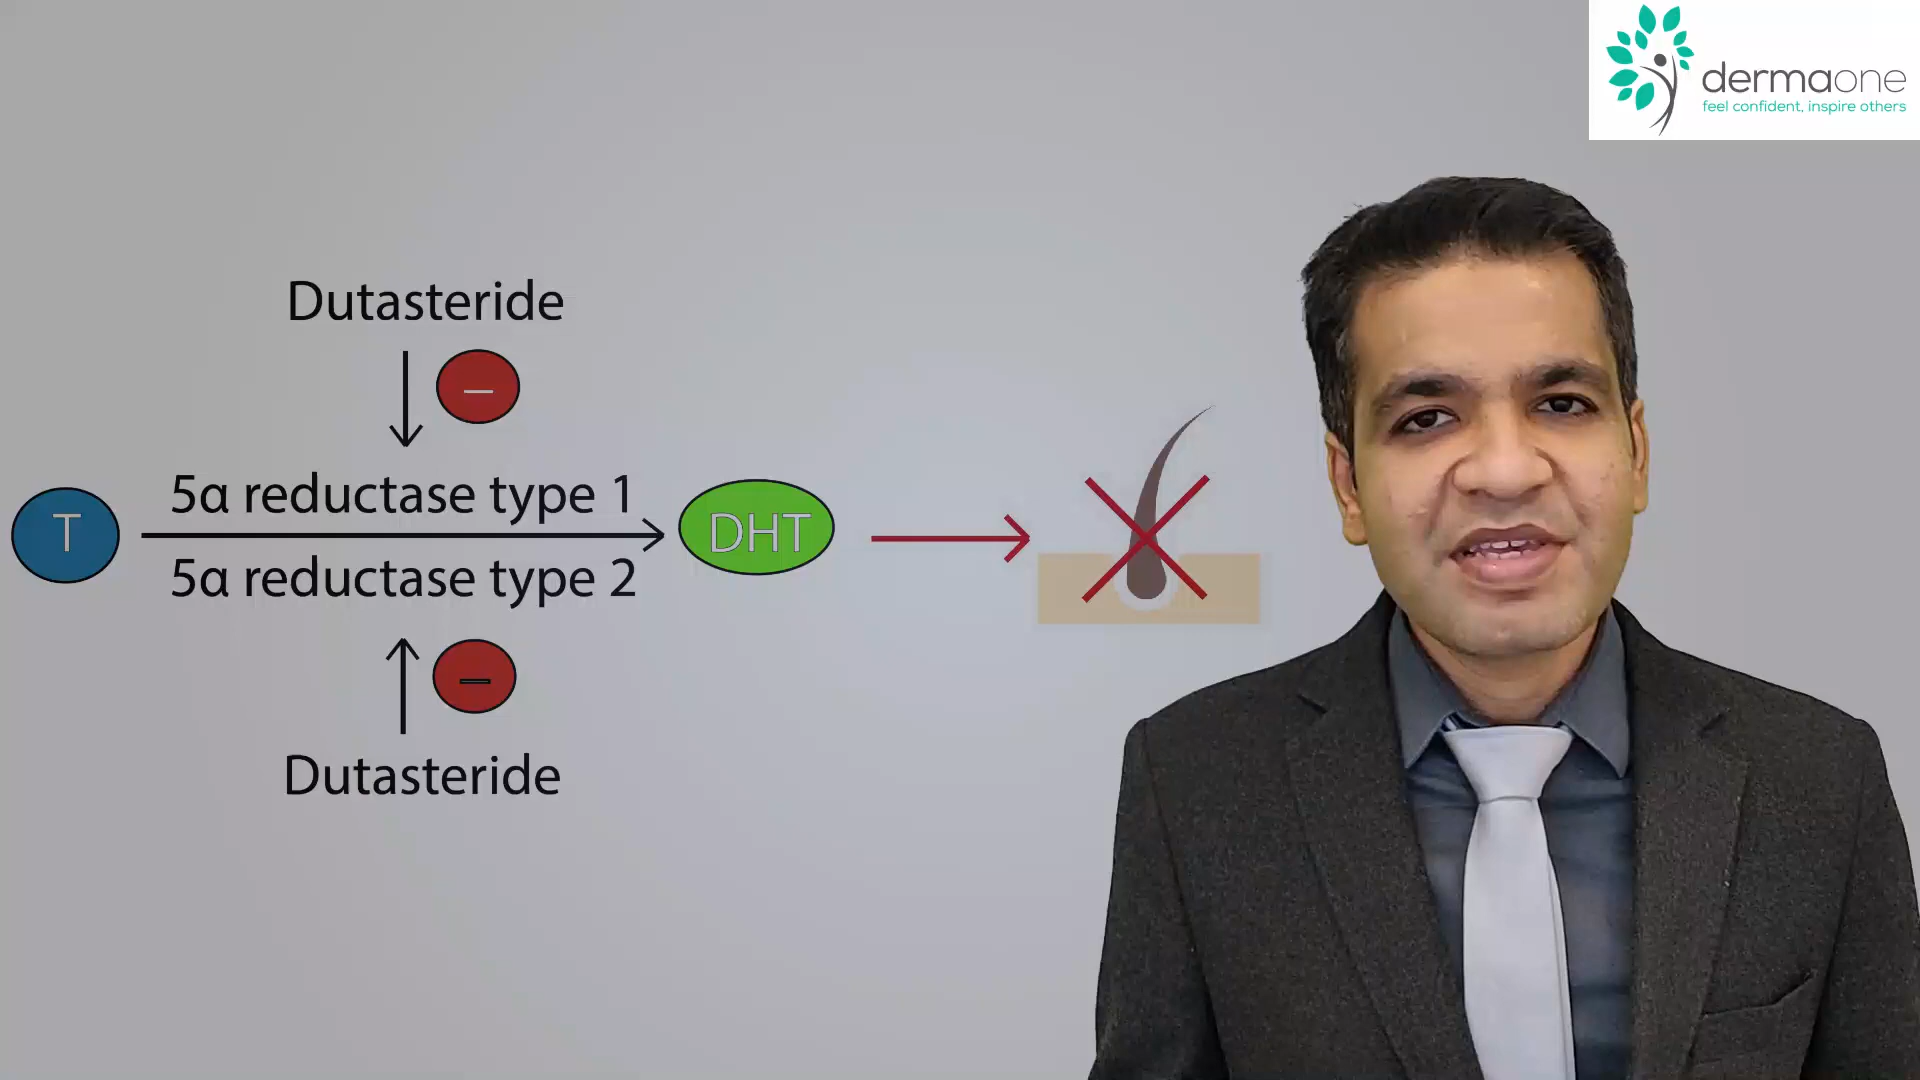 dermaone
feel confident, inspire others
Dutasteride
–
5α reductase type 1
T
DHT
5α reductase type 2
–
Dutasteride